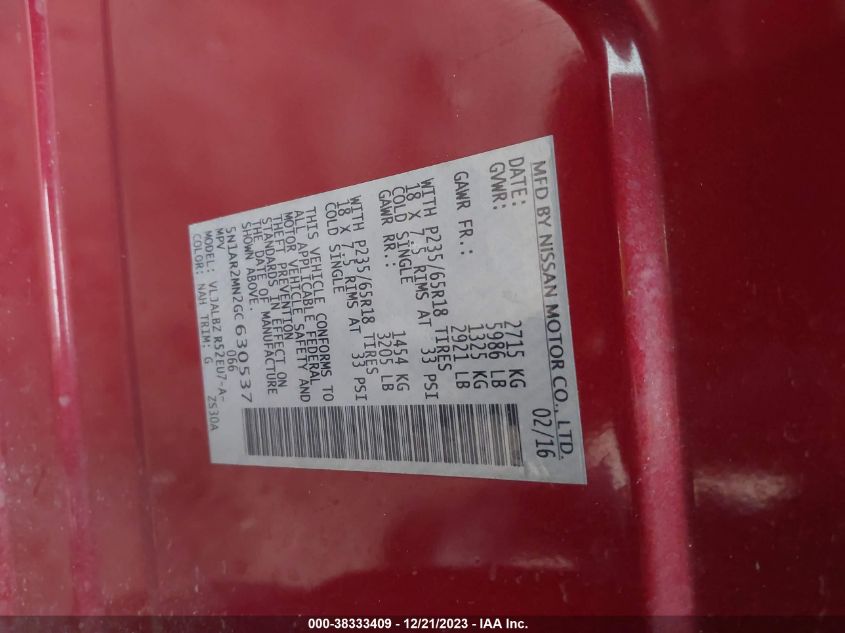 MFD BY NISSAN MOTOR CO., LTD.
DATE: 02/16
GVWR: 2715 KG
5986 LB
GAWR FR.: 1325 KG
2921 LB
WITH P235/65R18 TIRES
18 X 7.5 RIMS AT 33 PSI
COLD SINGLE
GAWR RR.: 1454 KG
3205 LB
WITH P235/65R18 TIRES
18 X 7.5 RIMS AT 33 PSI
COLD SINGLE
THIS VEHICLE CONFORMS TO
ALL APPLICABLE FEDERAL
MOTOR VEHICLE SAFETY AND
THEFT PREVENTION
STANDARDS IN EFFECT ON
THE DATE OF MANUFACTURE
SHOWN ABOVE.
5N1AR2MN2GC630537
MPV 066
MODEL: VLJALBZ R52EU7-A-
COLOR: NAH TRIM: G ZS30A
000-38333409 - 12/21/2023 - IAA Inc.